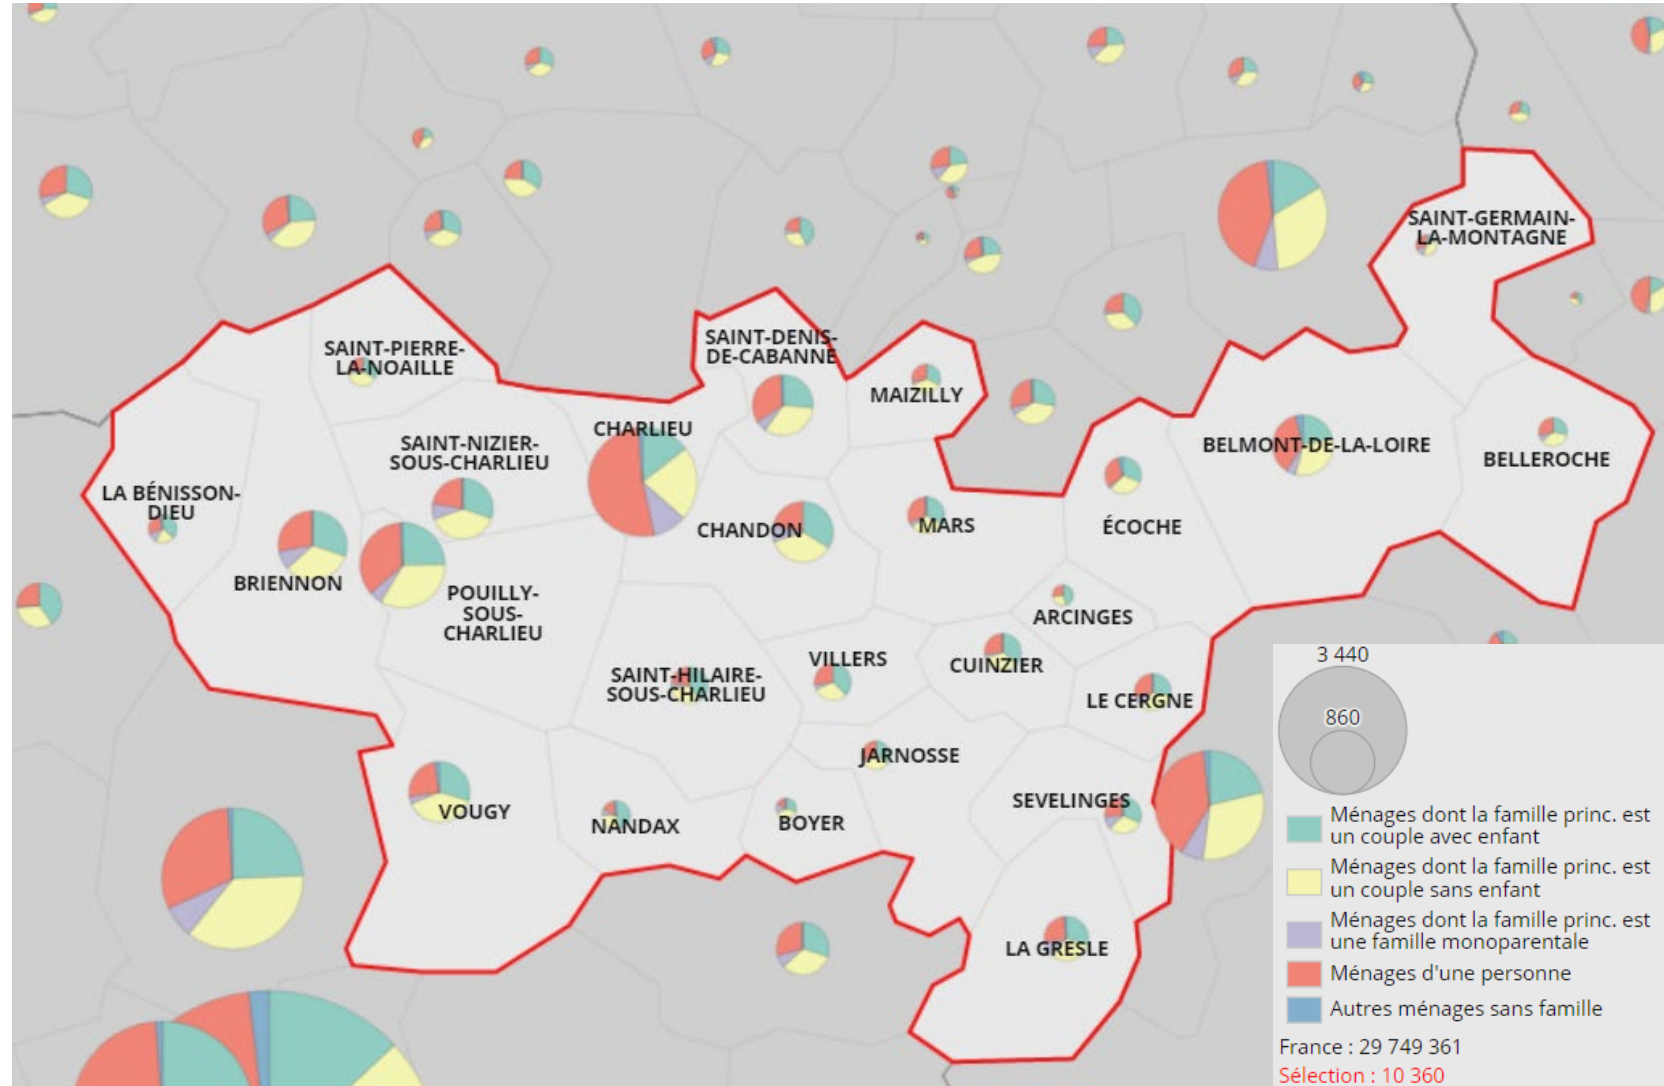 SAINT-GERMAIN-
LA-MONTAGNE
SAINT-PIERRE-
LA-NOAILLE
SAINT-DENIS-
DE-CABANNE
MAIZILLY
CHARLIEU
SAINT-NIZIER-
SOUS-CHARLIEU
BELMONT-DE-LA-LOIRE
BELLEROCHE
LA BÉNISSON-
DIEU
CHANDON
MARS
ÉCOCHE
BRIENNON
POUILLY-
SOUS-
CHARLIEU
ARCINGES
VILLERS
CUINZIER
SAINT-HILAIRE-
SOUS-CHARLIEU
LE CERGNE
JARNOSSE
VOUGY
NANDAX
BOYER
SEVELINGES
LA GRESLE
3 440
860
Ménages dont la famille princ. est
un couple avec enfant
Ménages dont la famille princ. est
un couple sans enfant
Ménages dont la famille princ. est
une famille monoparentale
Ménages d'une personne
Autres ménages sans famille
France : 29 749 361
Sélection : 10 360